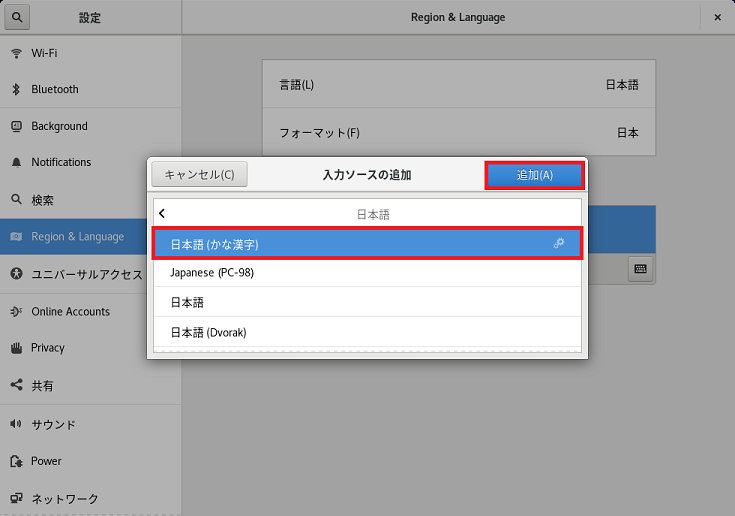 設定
Region & Language
Wi-Fi
Bluetooth
Background
Notifications
検索
Region & Language
ユニバーサルアクセス
Online Accounts
Privacy
共有
サウンド
Power
ネットワーク
言語(L)
日本語
フォーマット(F)
日本
キャンセル(C)
入力ソースの追加
追加(A)
日本語
日本語 (かな漢字)
Japanese (PC-98)
日本語
日本語 (Dvorak)